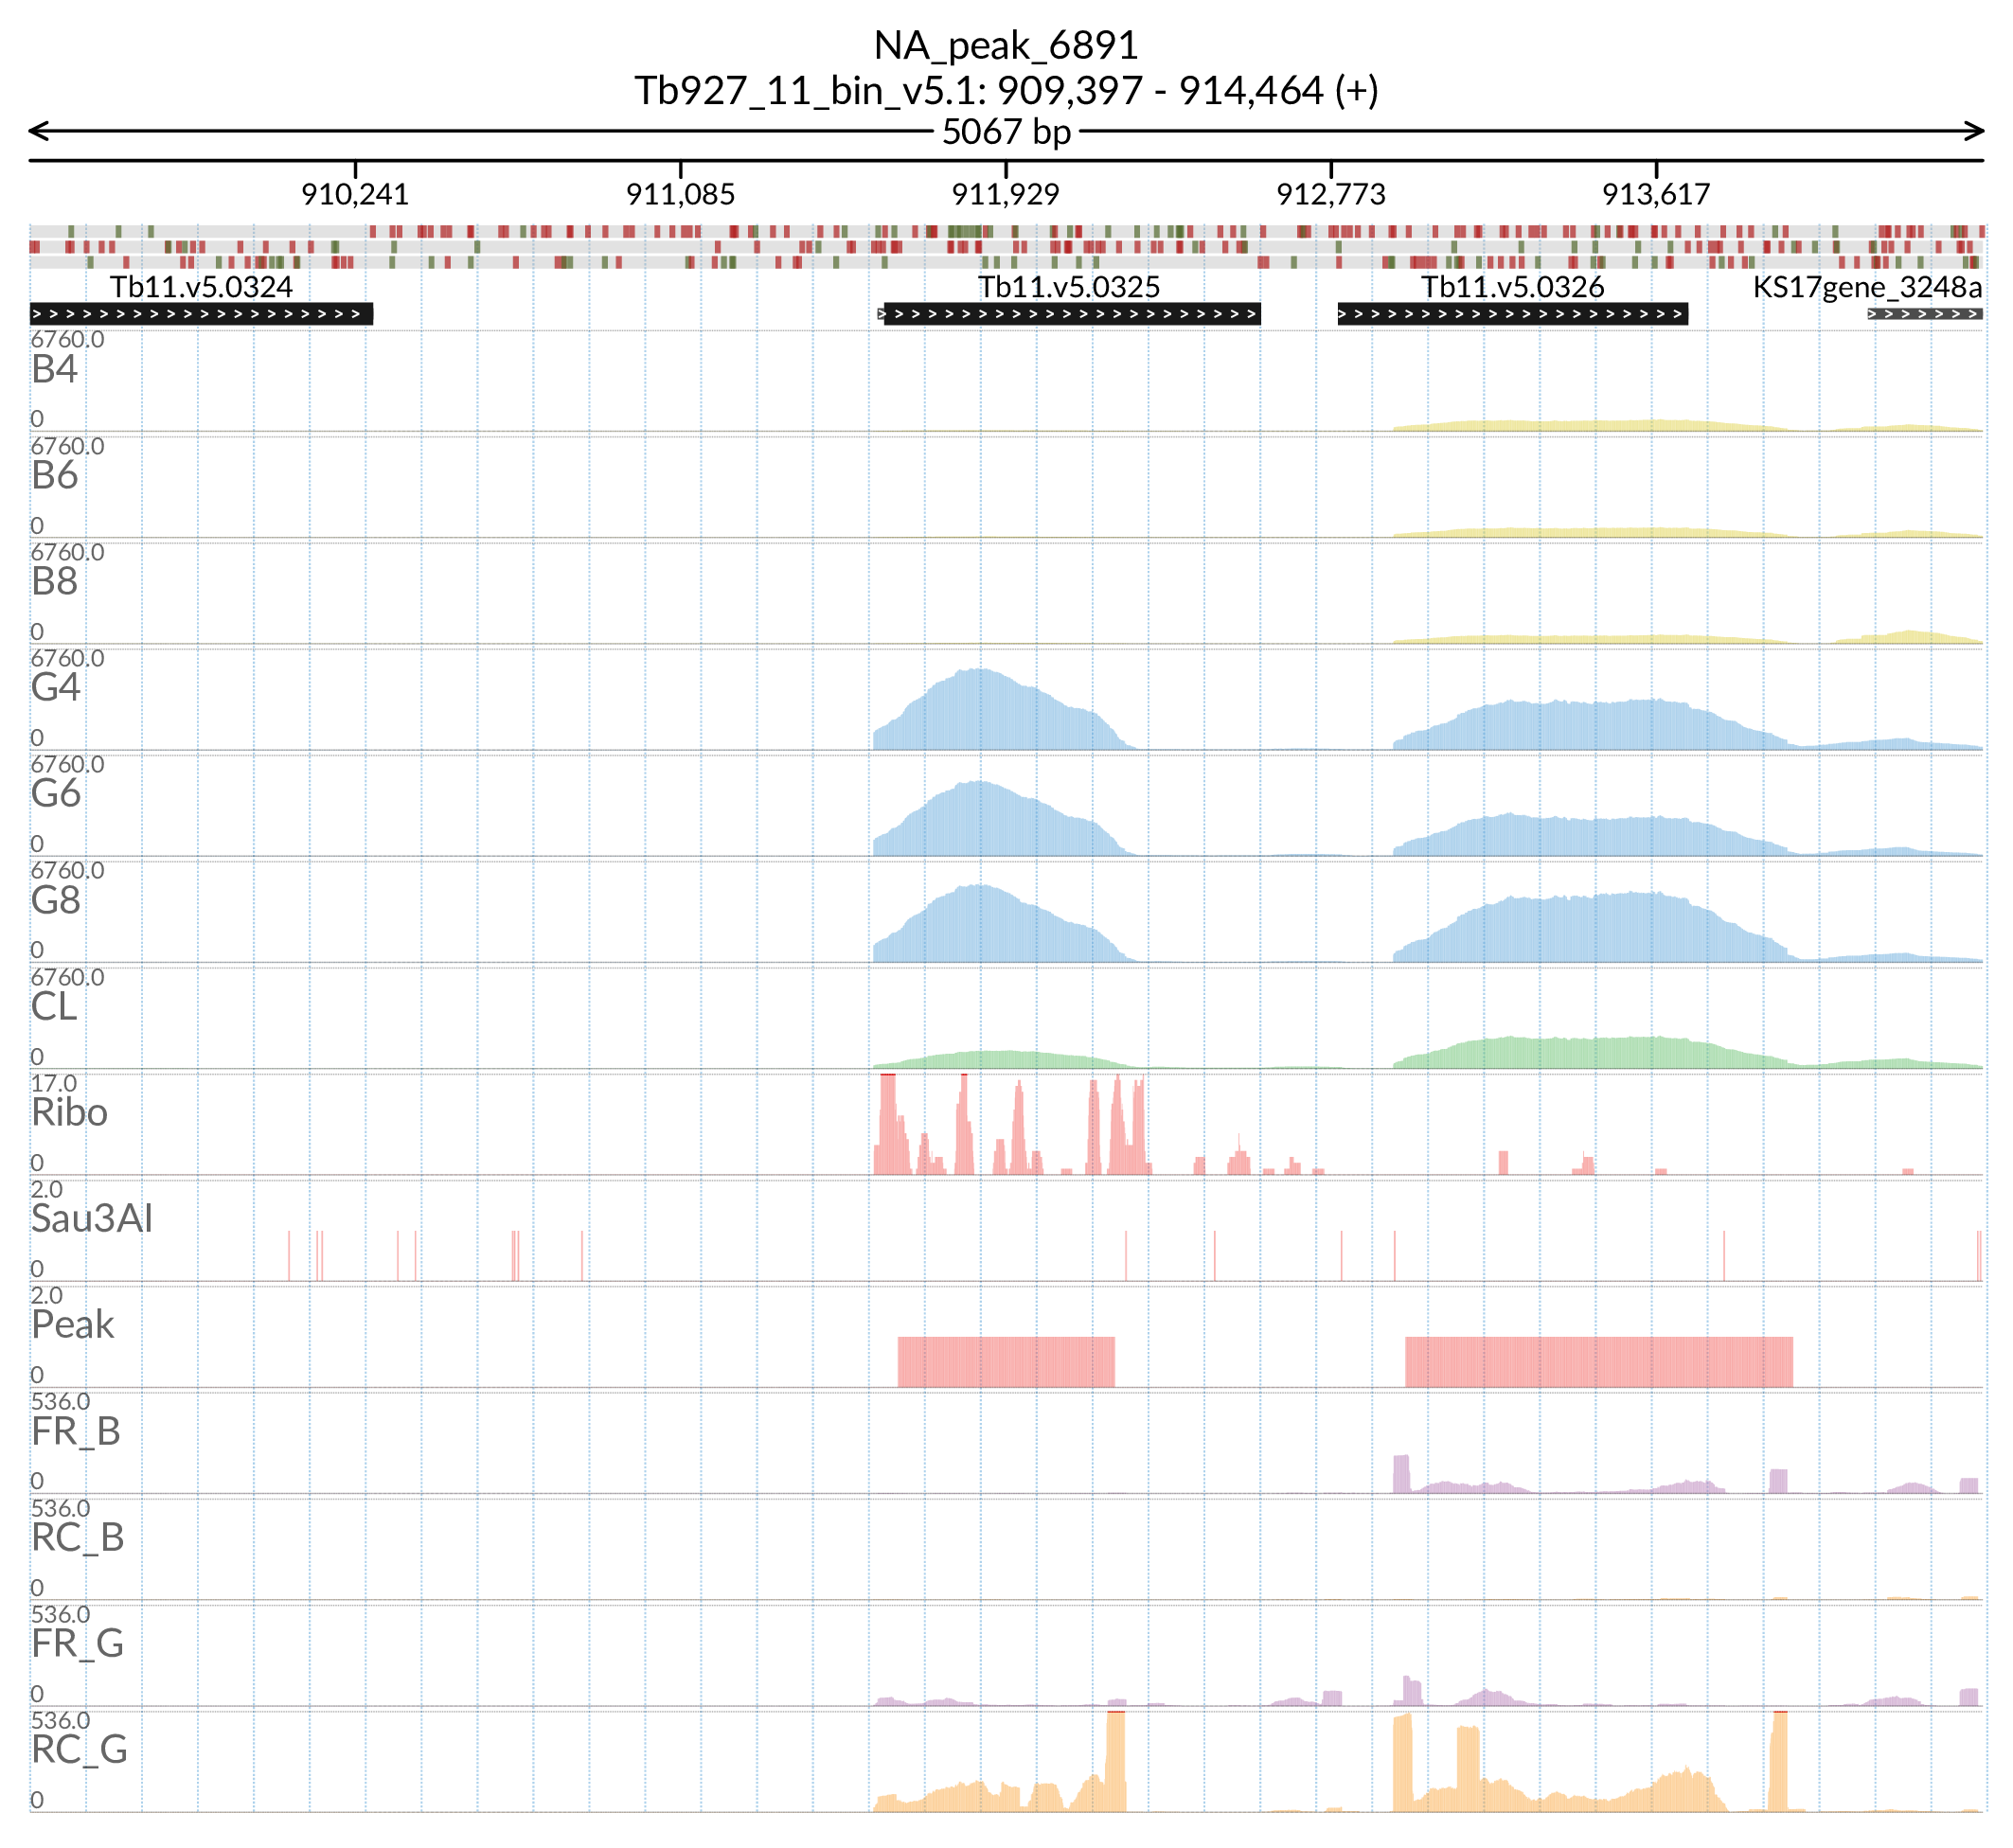 NA_peak_6891
Tb927_11_bin_v5.1: 909,397 - 914,464 (+)
5067 bp
910,241 911,085 911,929 912,773 913,617
Tb11.v5.0324 Tb11.v5.0325 Tb11.v5.0326 KS17gene_3248a
6760.0
B4
0
6760.0
B6
0
6760.0
B8
0
6760.0
G4
0
6760.0
G6
0
6760.0
G8
0
6760.0
CL
0
17.0
Ribo
0
2.0
Sau3AI
0
2.0
Peak
0
536.0
FR_B
0
536.0
RC_B
0
536.0
FR_G
0
536.0
RC_G
0